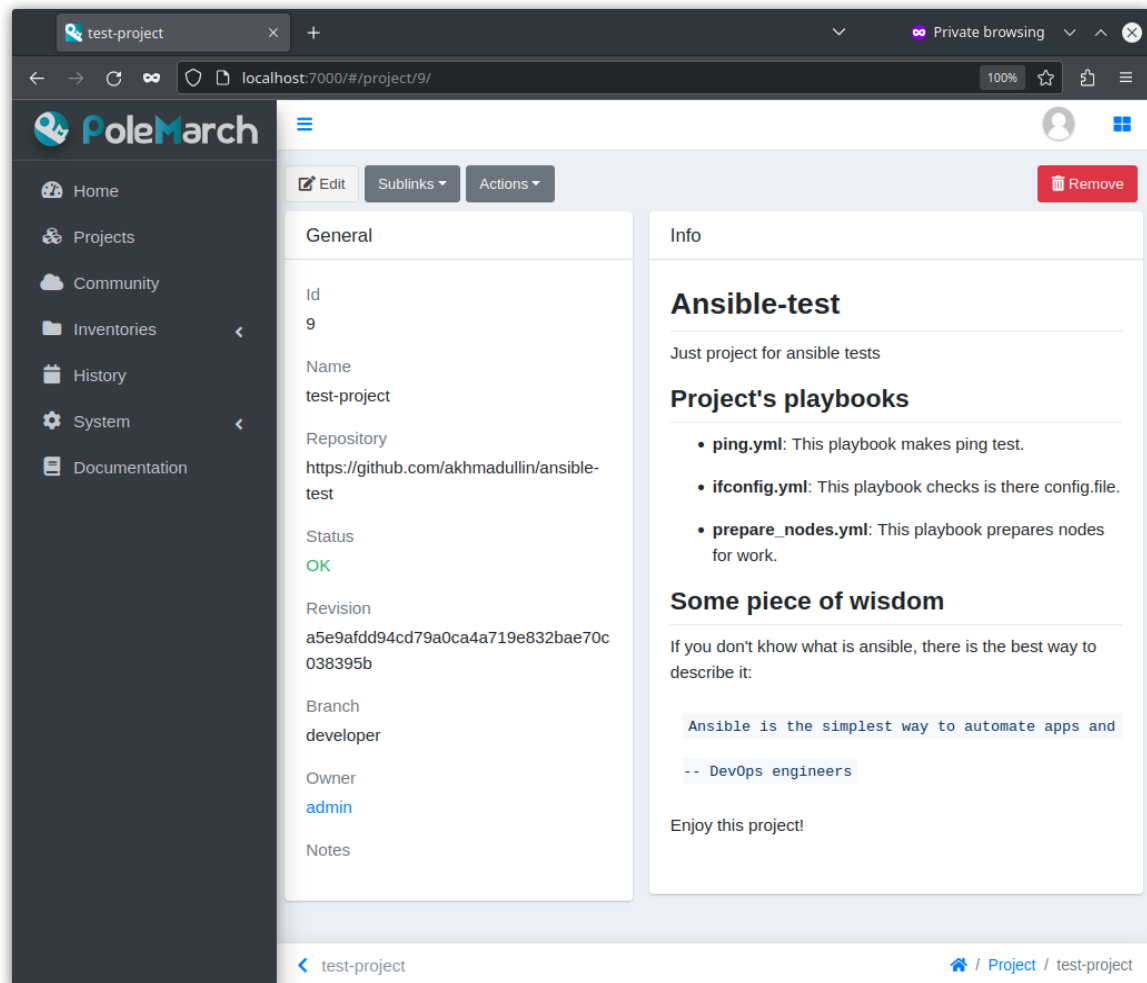 test-project
Private browsing
localhost:7000/#/project/9/
100%
PoleMarch
Home
Projects
Community
Inventories
History
System
Documentation
Edit
Sublinks
Actions
Remove
General
Id
9
Name
test-project
Repository
https://github.com/akhmadullin/ansible-
test
Status
OK
Revision
a5e9afdd94cd79a0ca4a719e832bae70c
038395b
Branch
developer
Owner
admin
Notes
Info
Ansible-test
Just project for ansible tests
Project's playbooks
• ping.yml: This playbook makes ping test.
• ifconfig.yml: This playbook checks is there config.file.
• prepare_nodes.yml: This playbook prepares nodes
for work.
Some piece of wisdom
If you don't khow what is ansible, there is the best way to
describe it:
Ansible is the simplest way to automate apps and
-- DevOps engineers
Enjoy this project!
test-project
/ Project / test-project